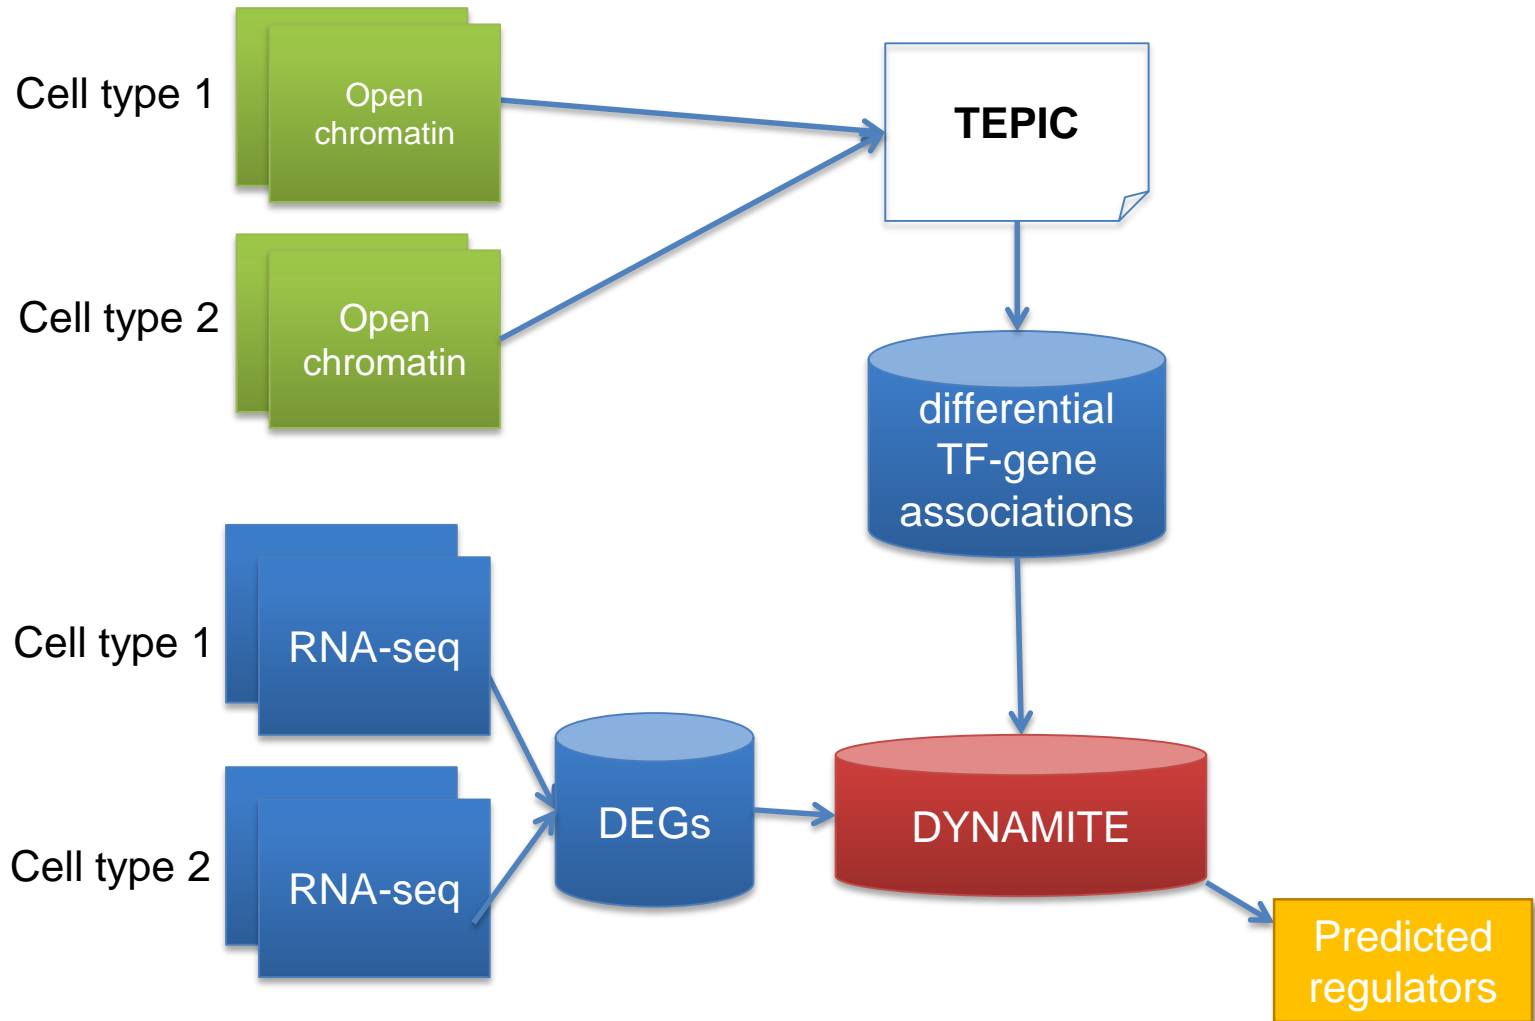 Cell type 1
Open
chromatin
TEPIC
Cell type 2
Open
chromatin
differential
TF-gene
associations
Cell type 1
RNA-seq
Cell type 2
RNA-seq
DEGs
DYNAMITE
Predicted
regulators